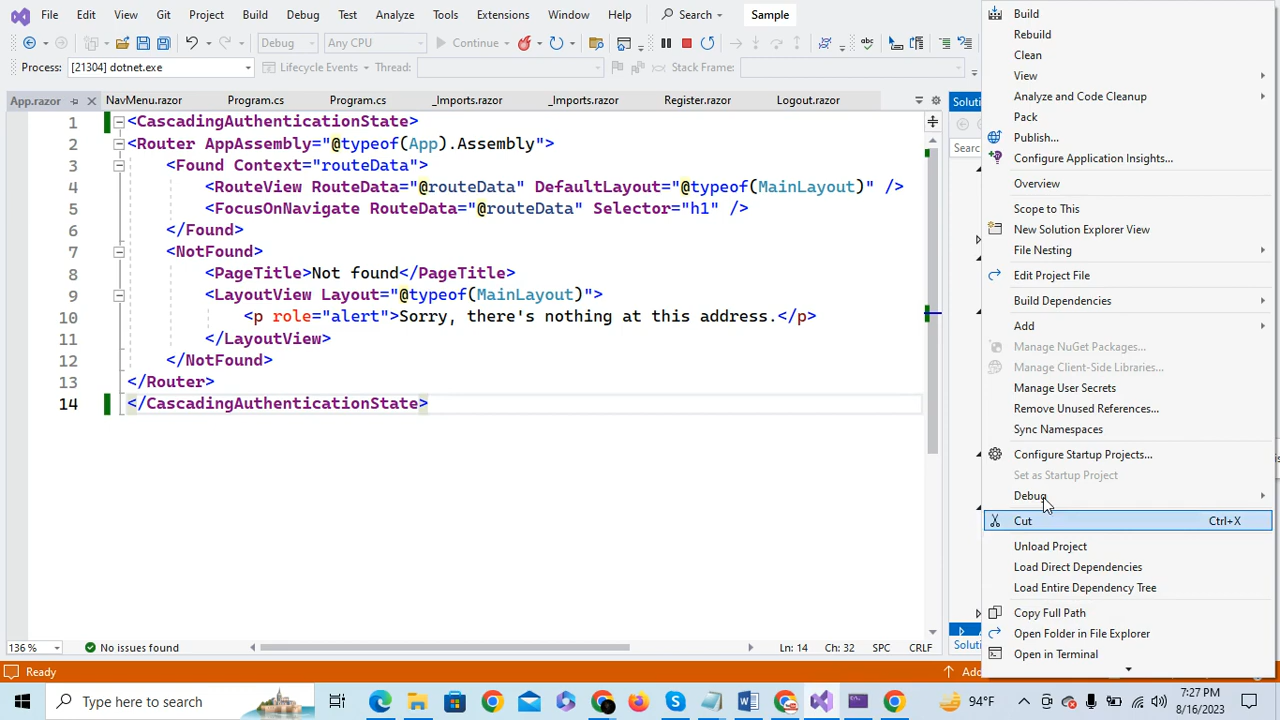 File Edit View Git Project Build Debug Test Analyze Tools Extensions Window Help Search Sample
Debug Any CPU Continue
Process: [21304] dotnet.exe Lifecycle Events Thread: Stack Frame:
App.razor NavMenu.razor Program.cs Program.cs _Imports.razor _Imports.razor Register.razor Logout.razor
1 <CascadingAuthenticationState>
2 <Router AppAssembly="@typeof(App).Assembly">
3 <Found Context="routeData">
4 <RouteView RouteData="@routeData" DefaultLayout="@typeof(MainLayout)" />
5 <FocusOnNavigate RouteData="@routeData" Selector="h1" />
6 </Found>
7 <NotFound>
8 <PageTitle>Not found</PageTitle>
9 <LayoutView Layout="@typeof(MainLayout)">
10 <p role="alert">Sorry, there's nothing at this address.</p>
11 </LayoutView>
12 </NotFound>
13 </Router>
14 </CascadingAuthenticationState>
136 % No issues found Ln: 14 Ch: 32 SPC CRLF
Ready
Build
Rebuild
Clean
View
Analyze and Code Cleanup
Pack
Publish...
Configure Application Insights...
Overview
Scope to This
New Solution Explorer View
File Nesting
Edit Project File
Build Dependencies
Add
Manage NuGet Packages...
Manage Client-Side Libraries...
Manage User Secrets
Remove Unused References...
Sync Namespaces
Configure Startup Projects...
Set as Startup Project
Debug
Cut Ctrl+X
Unload Project
Load Direct Dependencies
Load Entire Dependency Tree
Copy Full Path
Open Folder in File Explorer
Open in Terminal
Type here to search
94°F
7:27 PM
8/16/2023